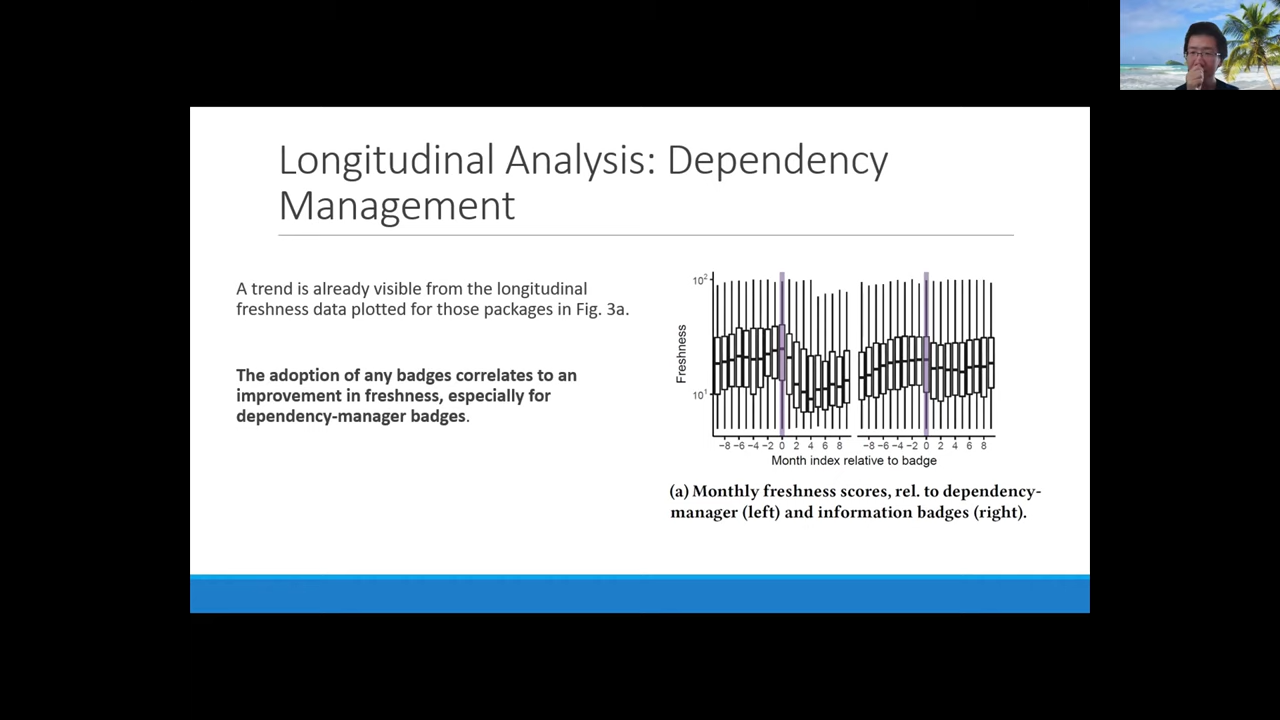 Longitudinal Analysis: Dependency
Management
A trend is already visible from the longitudinal
freshness data plotted for those packages in Fig. 3a.
The adoption of any badges correlates to an
improvement in freshness, especially for
dependency-manager badges.
10²
10¹
Freshness
−8 −6 −4 −2 0 2 4 6 8 −8 −6 −4 −2 0 2 4 6 8
Month index relative to badge
(a) Monthly freshness scores, rel. to dependency-
manager (left) and information badges (right).